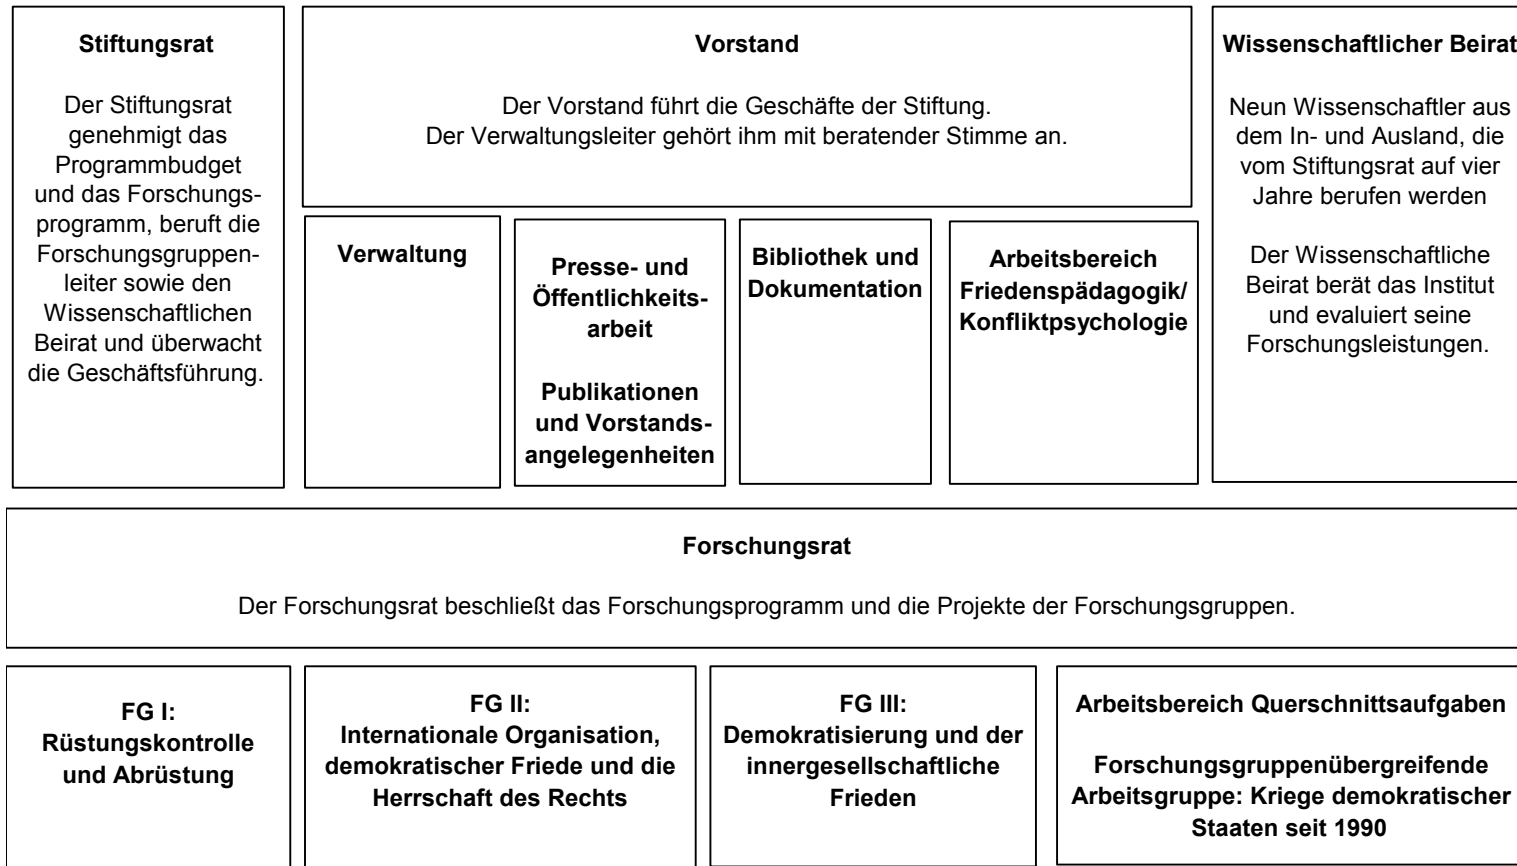 Stiftungsrat
Der Stiftungsrat
genehmigt das
Programmbudget
und das Forschungs-
programm, beruft die
Forschungsgruppen-
leiter sowie den
Wissenschaftlichen
Beirat und überwacht
die Geschäftsführung.
Vorstand
Der Vorstand führt die Geschäfte der Stiftung.
Der Verwaltungsleiter gehört ihm mit beratender Stimme an.
Wissenschaftlicher Beirat
Neun Wissenschaftler aus
dem In- und Ausland, die
vom Stiftungsrat auf vier
Jahre berufen werden
Der Wissenschaftliche
Beirat berät das Institut
und evaluiert seine
Forschungsleistungen.
Verwaltung
Presse- und
Öffentlichkeits-
arbeit
Publikationen
und Vorstands-
angelegenheiten
Bibliothek und
Dokumentation
Arbeitsbereich
Friedenspädagogik/
Konfliktpsychologie
Forschungsrat
Der Forschungsrat beschließt das Forschungsprogramm und die Projekte der Forschungsgruppen.
FG I:
Rüstungskontrolle
und Abrüstung
FG II:
Internationale Organisation,
demokratischer Friede und die
Herrschaft des Rechts
FG III:
Demokratisierung und der
innergesellschaftliche
Frieden
Arbeitsbereich Querschnittsaufgaben
Forschungsgruppenübergreifende
Arbeitsgruppe: Kriege demokratischer
Staaten seit 1990